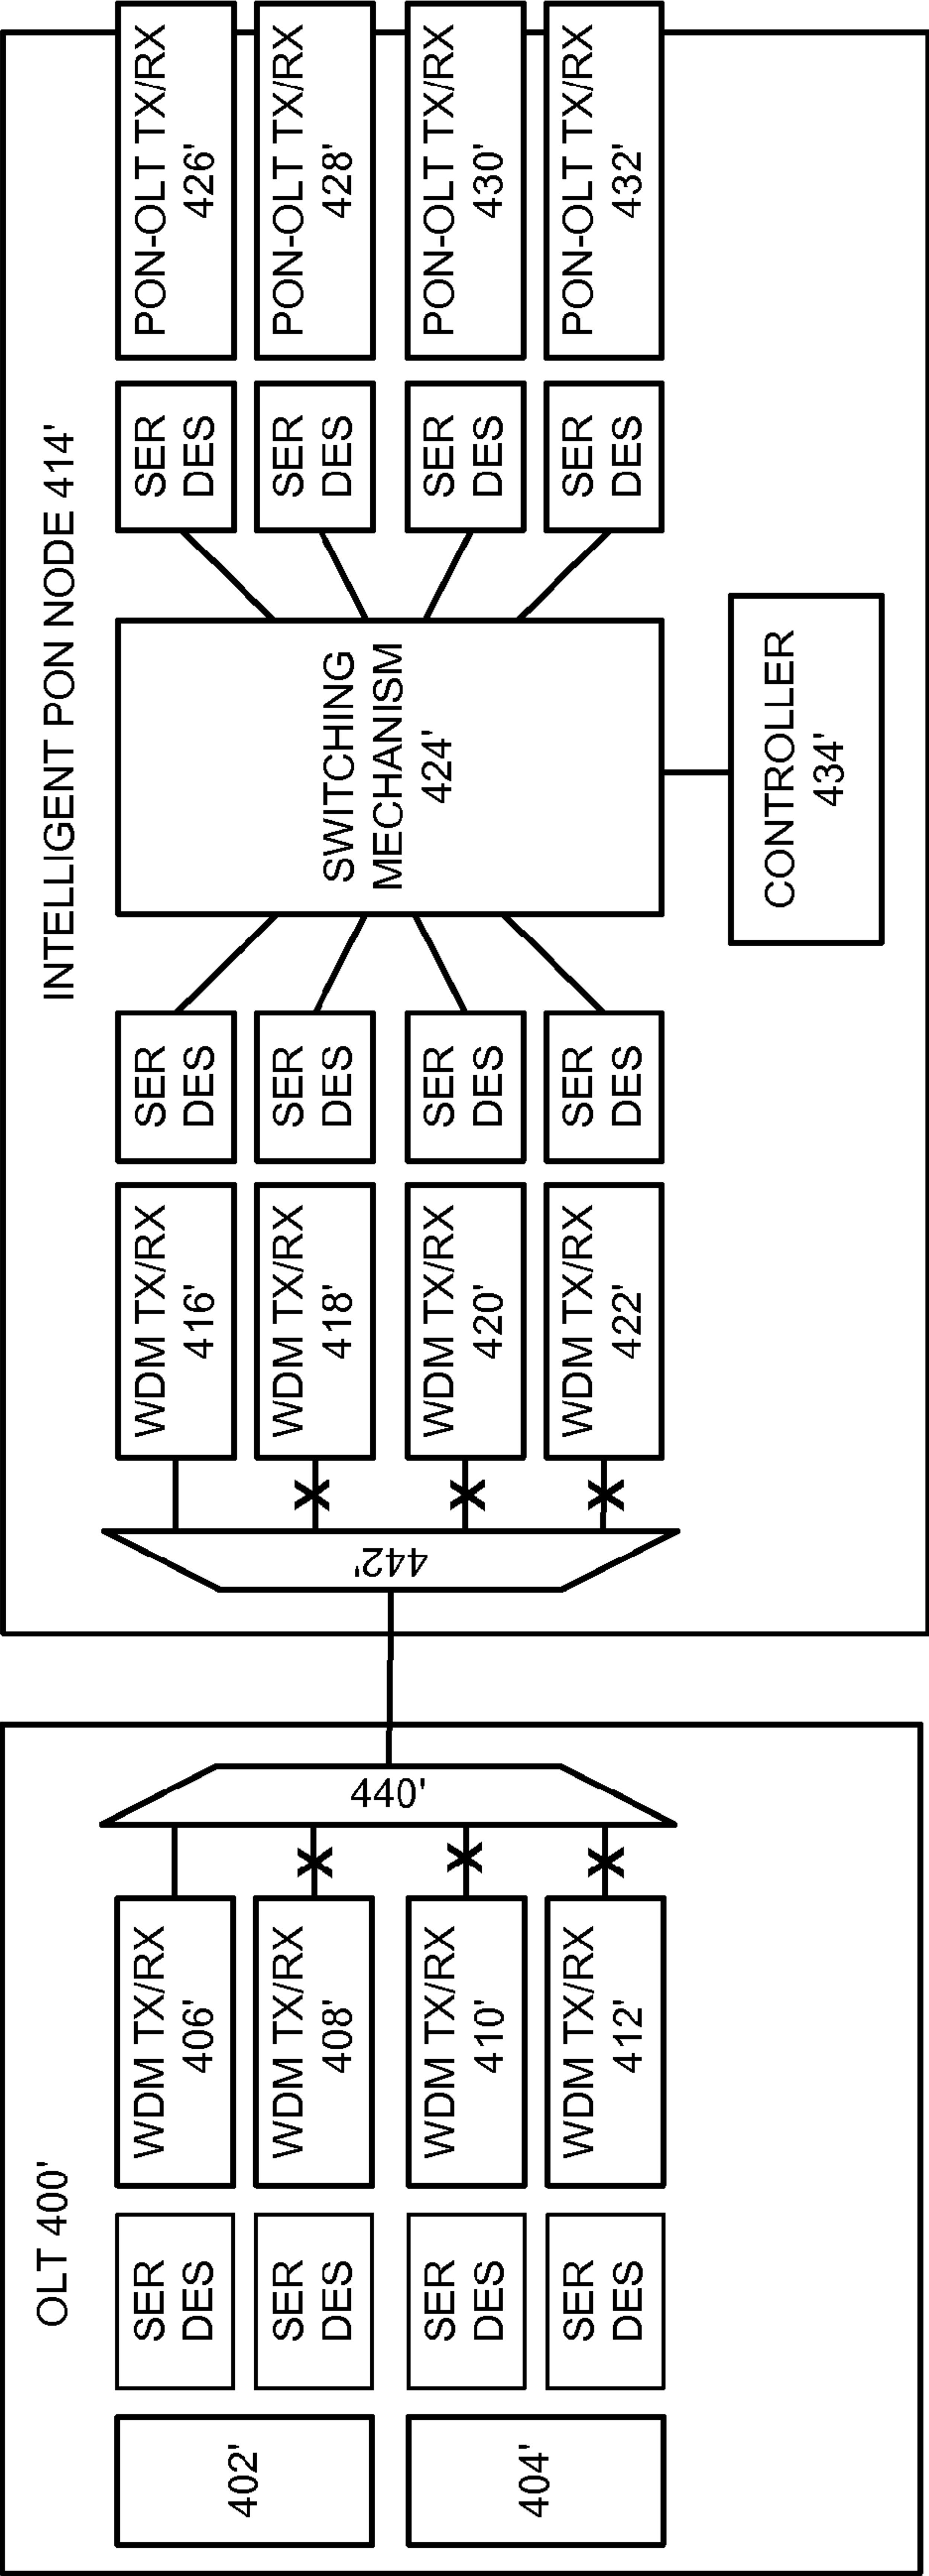 OLT 400'
402'
404'
SER
DES
SER
DES
SER
DES
SER
DES
WDM TX/RX
406'
WDM TX/RX
408'
WDM TX/RX
410'
WDM TX/RX
412'
440'
INTELLIGENT PON NODE 414'
442'
WDM TX/RX
416'
WDM TX/RX
418'
WDM TX/RX
420'
WDM TX/RX
422'
SER
DES
SER
DES
SER
DES
SER
DES
SWITCHING
MECHANISM
424'
CONTROLLER
434'
SER
DES
SER
DES
SER
DES
SER
DES
PON-OLT TX/RX
426'
PON-OLT TX/RX
428'
PON-OLT TX/RX
430'
PON-OLT TX/RX
432'